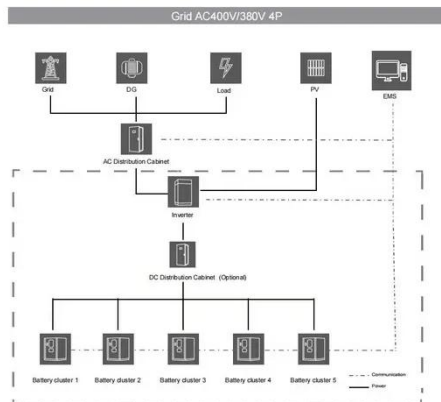 Grid AC400V/380V 4P
Grid
DG
Load
PV
EMS
AC Distribution Cabinet
Inverter
DC Distribution Cabinet (Optional)
Battery cluster 1
Battery cluster 2
Battery cluster 3
Battery cluster 4
Battery cluster 5
Communication
Power